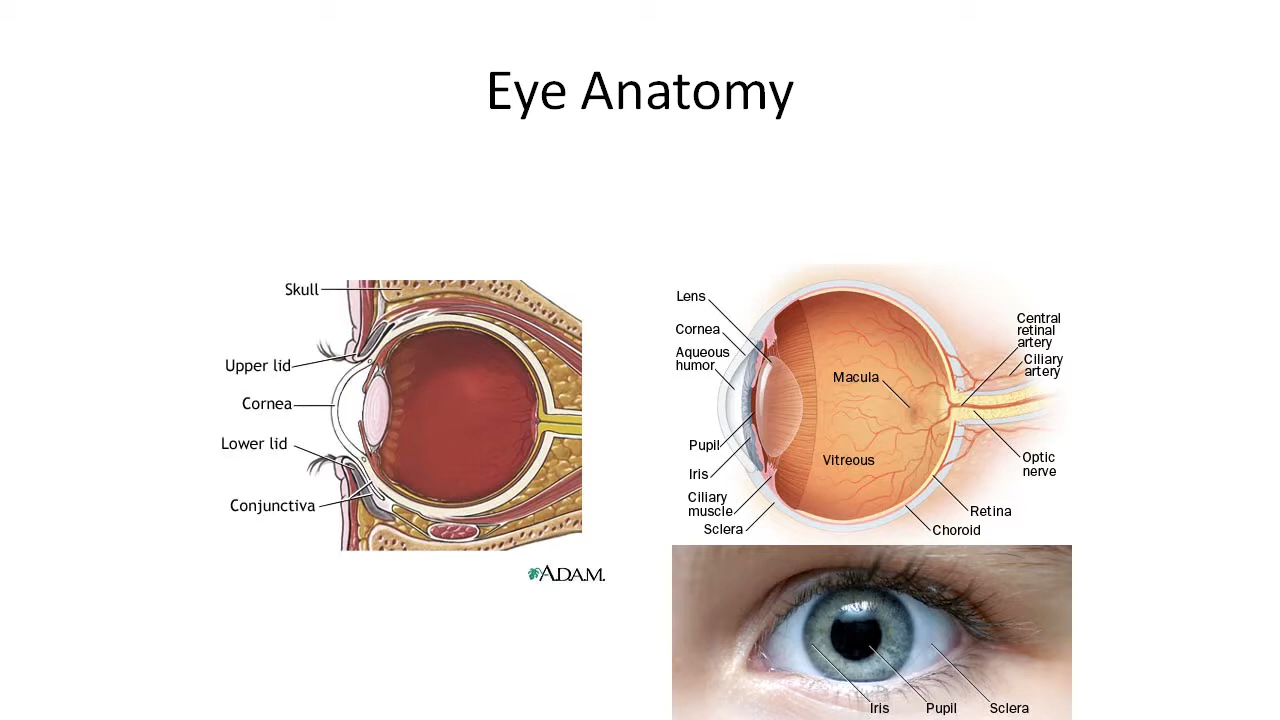 Eye Anatomy
Skull
Upper lid
Cornea
Lower lid
Conjunctiva
A.D.A.M.
Lens
Cornea
Aqueous
humor
Pupil
Iris
Ciliary
muscle
Sclera
Macula
Vitreous
Central
retinal
artery
Ciliary
artery
Optic
nerve
Retina
Choroid
Iris
Pupil
Sclera